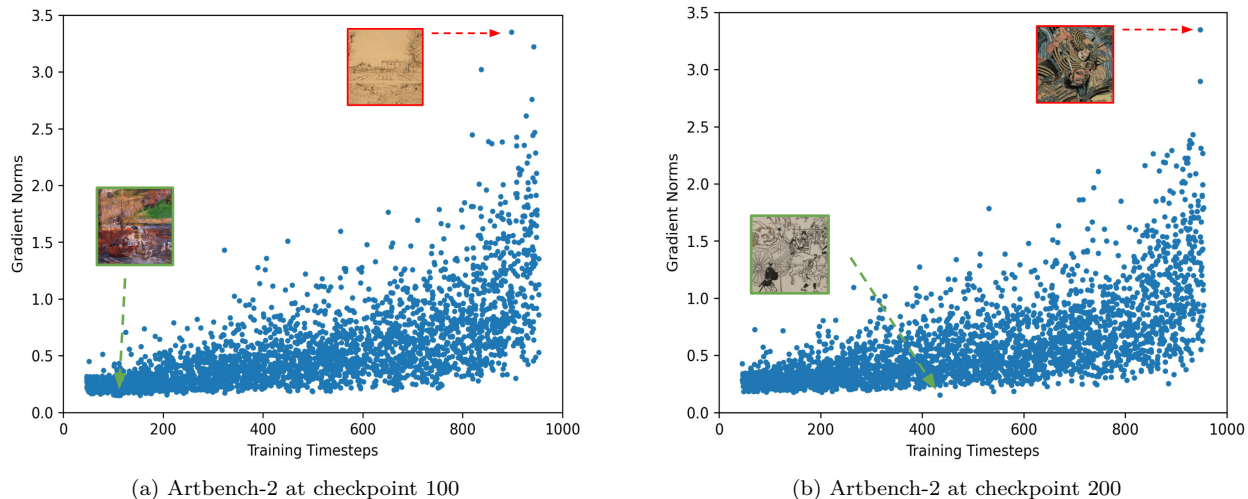 3.5
3.0
2.5
2.0
1.5
1.0
0.5
0.0
Gradient Norms
0 200 400 600 800 1000
Training Timesteps
(a) Artbench-2 at checkpoint 100
3.5
3.0
2.5
2.0
1.5
1.0
0.5
0.0
Gradient Norms
0 200 400 600 800 1000
Training Timesteps
(b) Artbench-2 at checkpoint 200